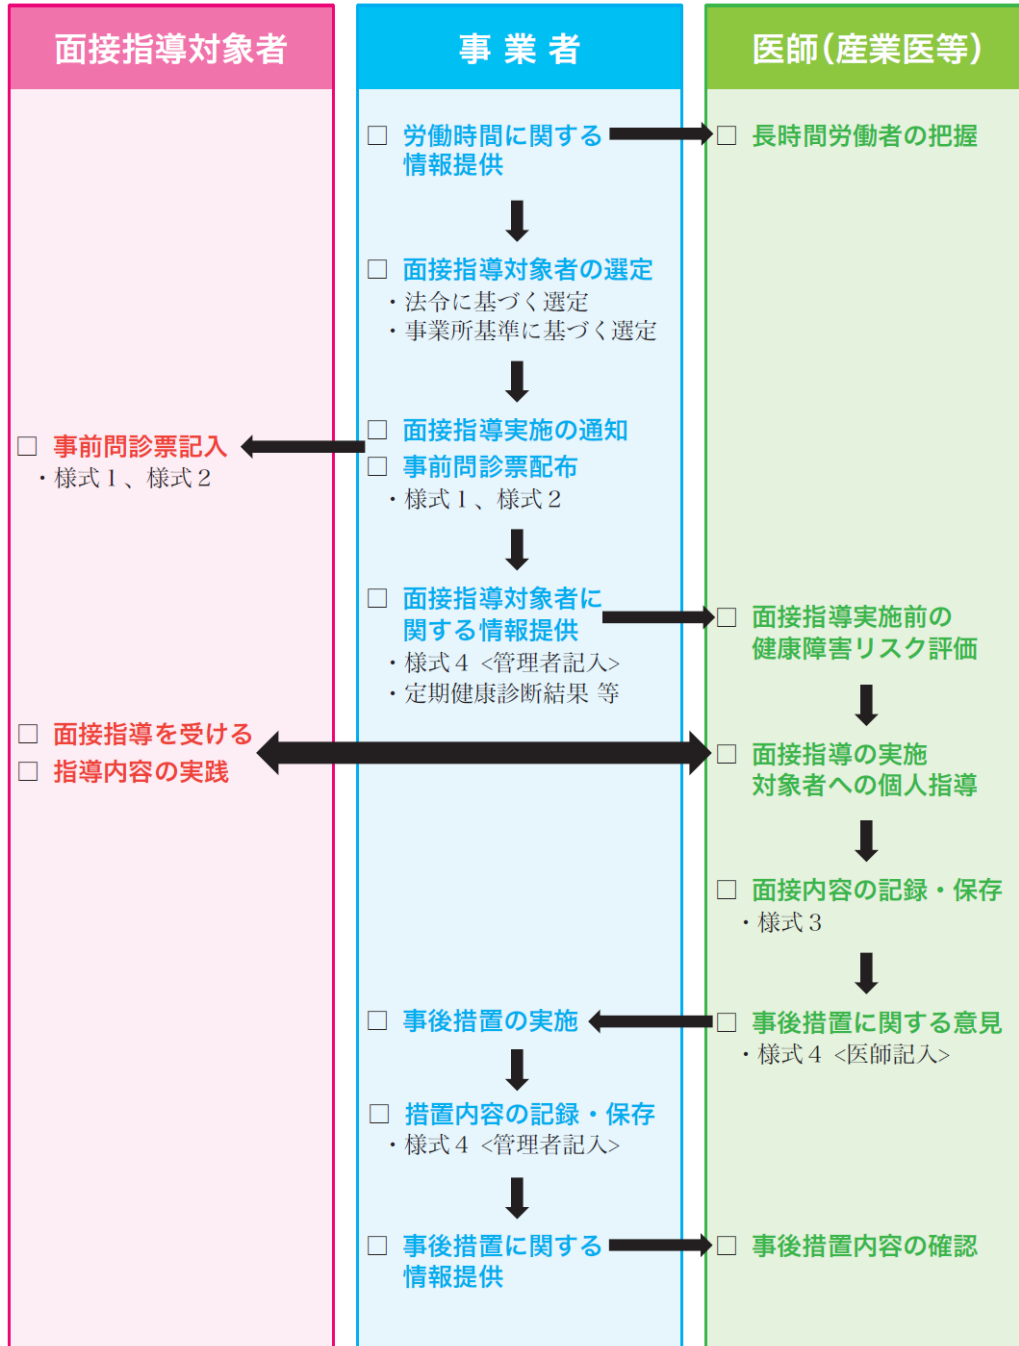 面接指導対象者
事業者
医師(産業医等)
□ 労働時間に関する
情報提供
□ 長時間労働者の把握
□ 面接指導対象者の選定
・法令に基づく選定
・事業所基準に基づく選定
□ 面接指導実施の通知
□ 事前問診票記入
・様式1、様式2
□ 事前問診票配布
・様式1、様式2
□ 面接指導対象者に
関する情報提供
・様式4 <管理者記入>
・定期健康診断結果 等
□ 面接指導実施前の
健康障害リスク評価
□ 面接指導を受ける
□ 指導内容の実践
□ 面接指導の実施
対象者への個人指導
□ 面接内容の記録・保存
・様式3
□ 事後措置の実施
□ 事後措置に関する意見
・様式4 <医師記入>
□ 措置内容の記録・保存
・様式4 <管理者記入>
□ 事後措置に関する
情報提供
□ 事後措置内容の確認